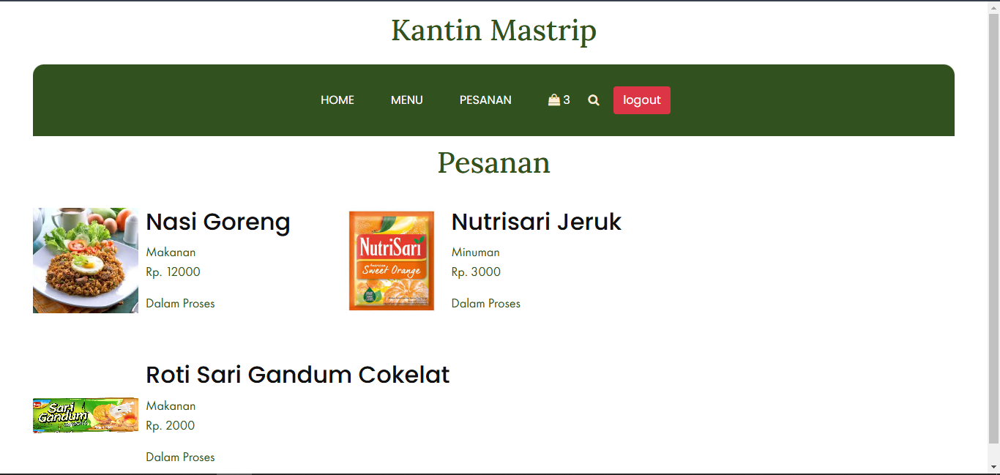 Kantin Mastrip
HOME MENU PESANAN 3 logout
Pesanan
Nasi Goreng
Makanan
Rp. 12000
Dalam Proses
NutriSari
American
Sweet Orange
Nutrisari Jeruk
Minuman
Rp. 3000
Dalam Proses
Sari
Gandum
Roti Sari Gandum Cokelat
Makanan
Rp. 2000
Dalam Proses